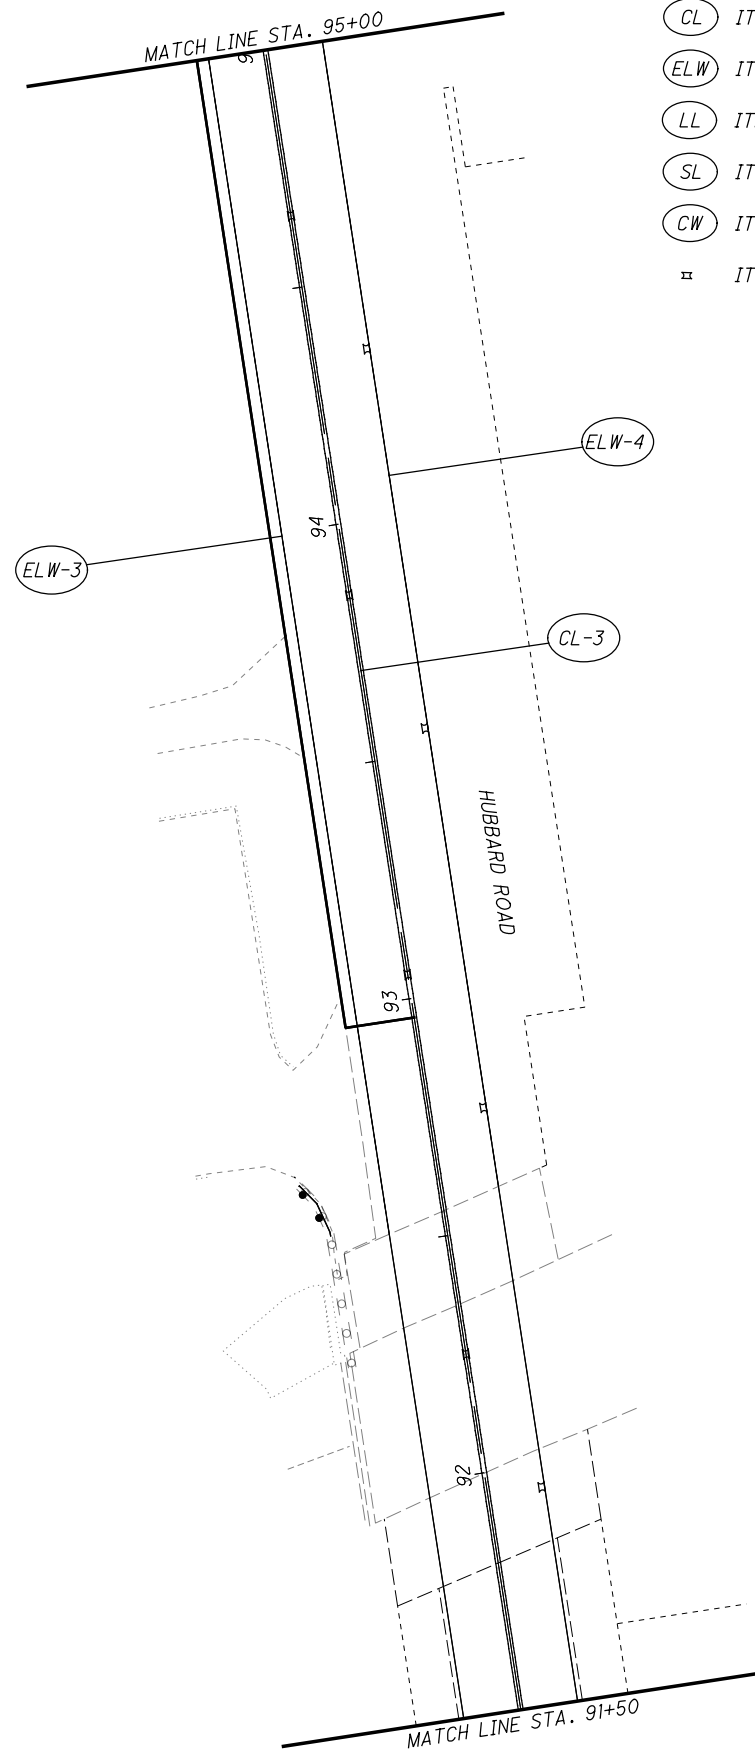 MATCH LINE STA. 95+00
CL IT
ELW IT
LL IT
SL IT
CW IT
IT
9
ELW-4
94
ELW-3
CL-3
HUBBARD ROAD
93
92
MATCH LINE STA. 91+50